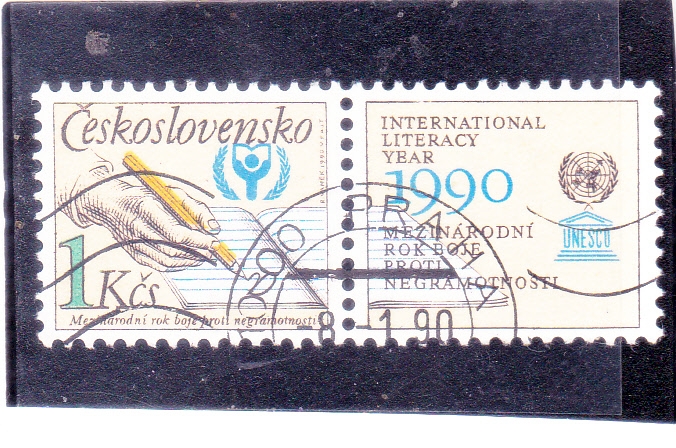 Československo
1 Kčs
Mezinárodní rok boje proti negramotnosti
INTERNATIONAL
LITERACY
YEAR
1990
MEZINÁRODNÍ
ROK BOJE
PROTI
NEGRAMOTNOSTI
UNESCO
PRAHA
-8.-1.90